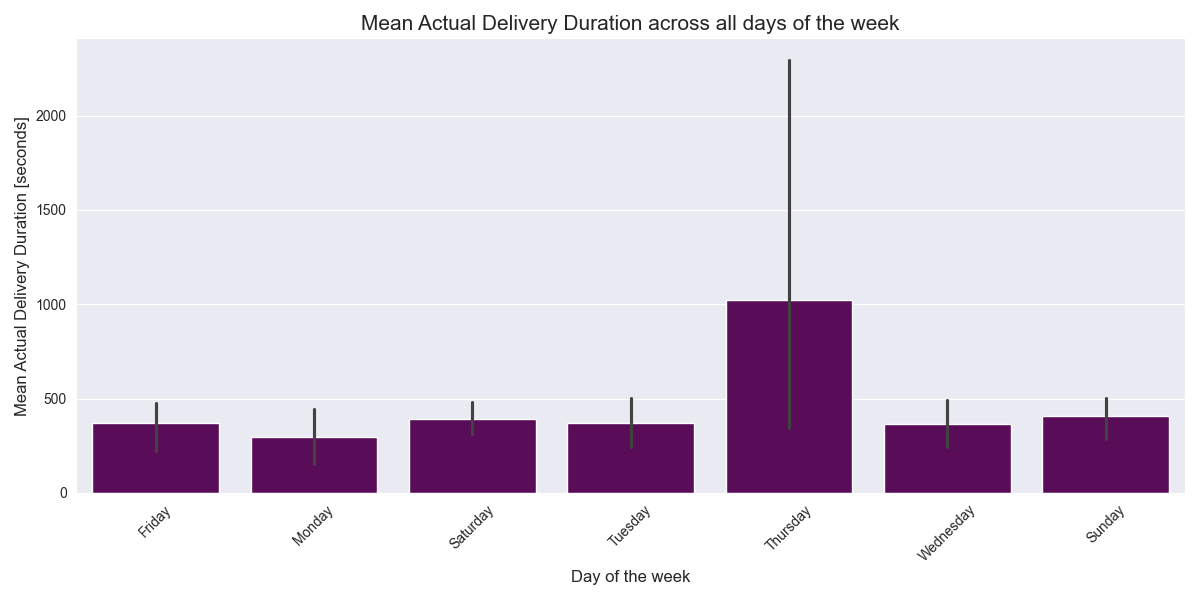 Mean Actual Delivery Duration across all days of the week
Mean Actual Delivery Duration [seconds]
2000
1500
1000
500
0
Friday
Monday
Saturday
Tuesday
Thursday
Wednesday
Sunday
Day of the week